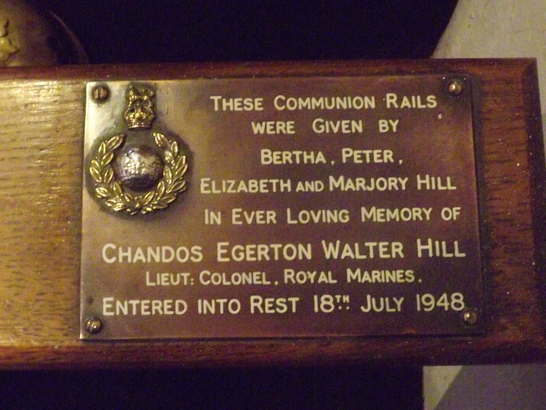 THESE COMMUNION RAILS
WERE GIVEN BY
BERTHA, PETER,
ELIZABETH AND MARJORY HILL
IN EVER LOVING MEMORY OF
CHANDOS EGERTON WALTER HILL
LIEUT: COLONEL, ROYAL MARINES.
ENTERED INTO REST 18TH JULY 1948